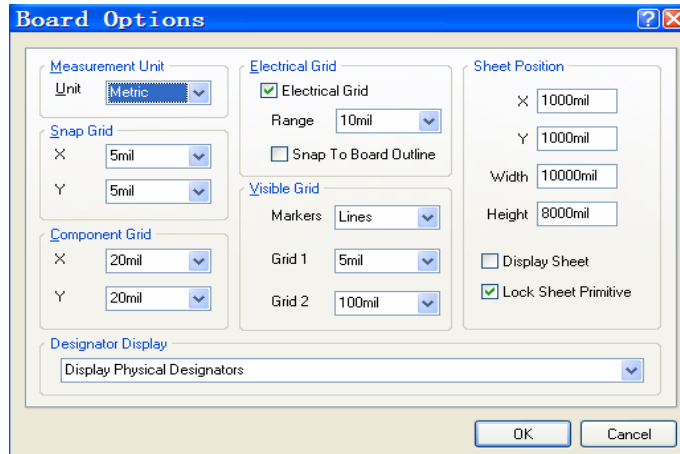 Board Options
Measurement Unit
Unit Metric
Snap Grid
X 5mil
Y 5mil
Component Grid
X 20mil
Y 20mil
Electrical Grid
Electrical Grid
Range 10mil
Snap To Board Outline
Visible Grid
Markers Lines
Grid 1 5mil
Grid 2 100mil
Sheet Position
X 1000mil
Y 1000mil
Width 10000mil
Height 8000mil
Display Sheet
Lock Sheet Primitive
Designator Display
Display Physical Designators
OK Cancel